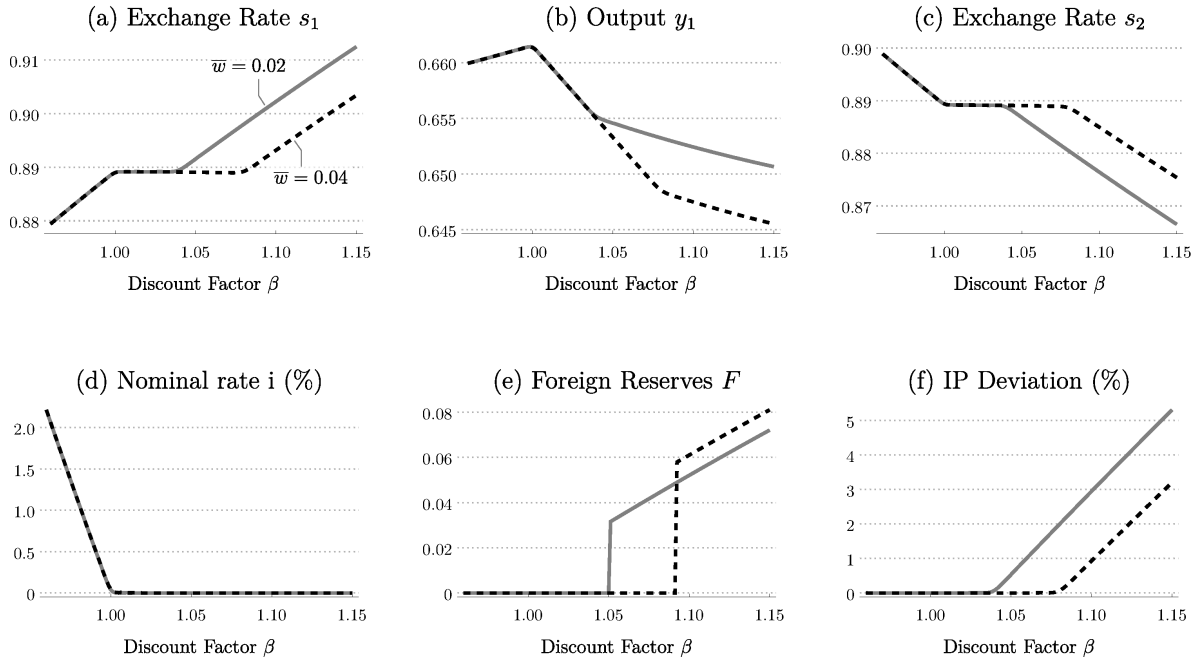 (a) Exchange Rate s₁
(b) Output y₁
(c) Exchange Rate s₂
0.91
0.90
0.89
0.88
w̅ = 0.02
w̅ = 0.04
1.00 1.05 1.10 1.15
Discount Factor β
0.660
0.655
0.650
0.645
1.00 1.05 1.10 1.15
Discount Factor β
0.90
0.89
0.88
0.87
1.00 1.05 1.10 1.15
Discount Factor β
(d) Nominal rate i (%)
(e) Foreign Reserves F
(f) IP Deviation (%)
2.0
1.5
1.0
0.5
0
1.00 1.05 1.10 1.15
Discount Factor β
0.08
0.06
0.04
0.02
0
1.00 1.05 1.10 1.15
Discount Factor β
5
4
3
2
1
0
1.00 1.05 1.10 1.15
Discount Factor β